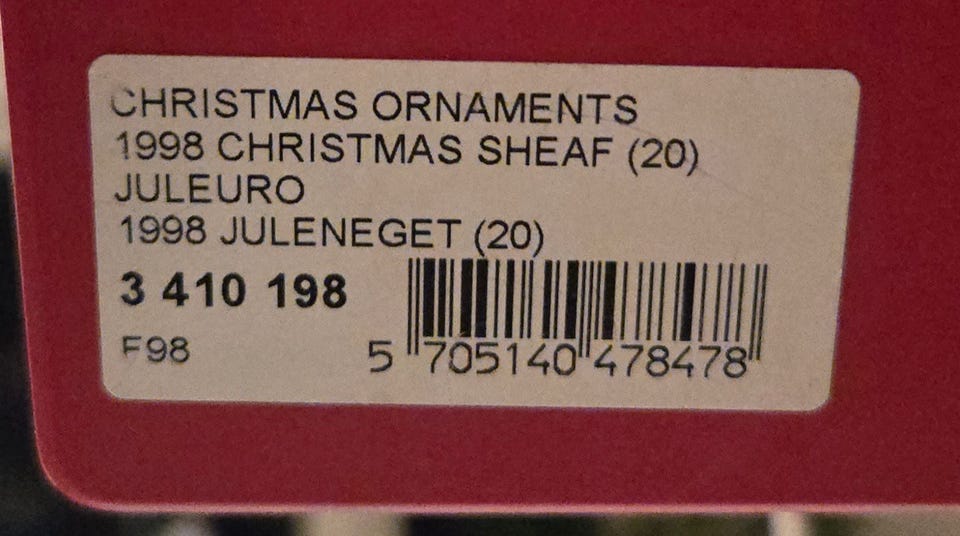 CHRISTMAS ORNAMENTS
1998 CHRISTMAS SHEAF (20)
JULEURO
1998 JULENEGET (20)
3 410 198
F98
5 705140 478478